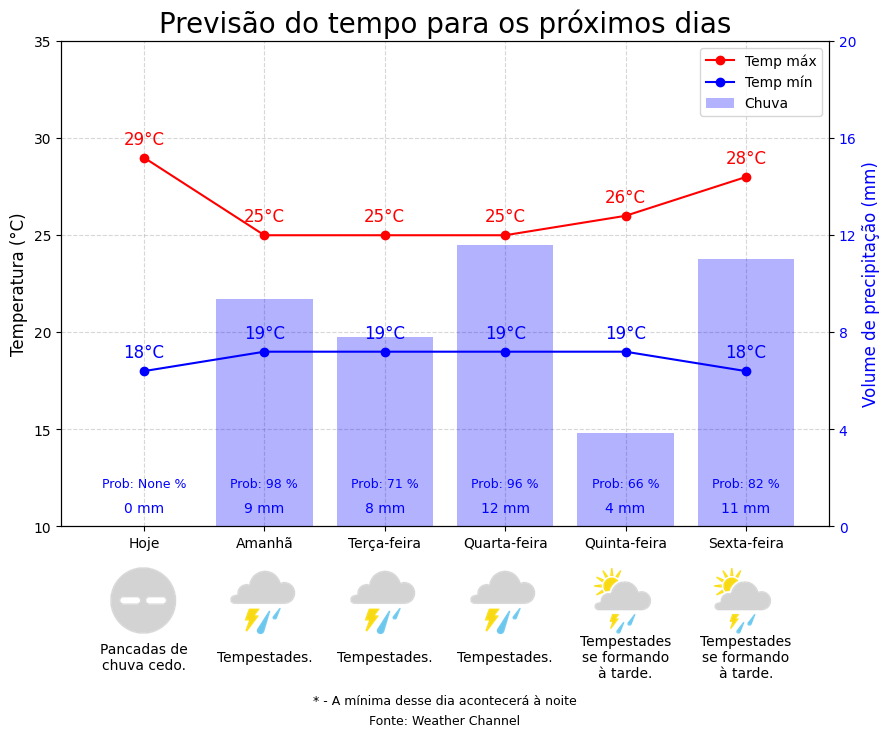 Previsão do tempo para os próximos dias
35
30
25
20
15
10
Temperatura (°C)
20
16
12
8
4
0
Volume de precipitação (mm)
Temp máx
Temp mín
Chuva
29°C
25°C
25°C
25°C
26°C
28°C
18°C
19°C
19°C
19°C
19°C
18°C
Prob: None %
Prob: 98 %
Prob: 71 %
Prob: 96 %
Prob: 66 %
Prob: 82 %
0 mm
9 mm
8 mm
12 mm
4 mm
11 mm
Hoje
Amanhã
Terça-feira
Quarta-feira
Quinta-feira
Sexta-feira
Pancadas de
chuva cedo.
Tempestades.
Tempestades.
Tempestades.
Tempestades
se formando
à tarde.
Tempestades
se formando
à tarde.
* - A mínima desse dia acontecerá à noite
Fonte: Weather Channel